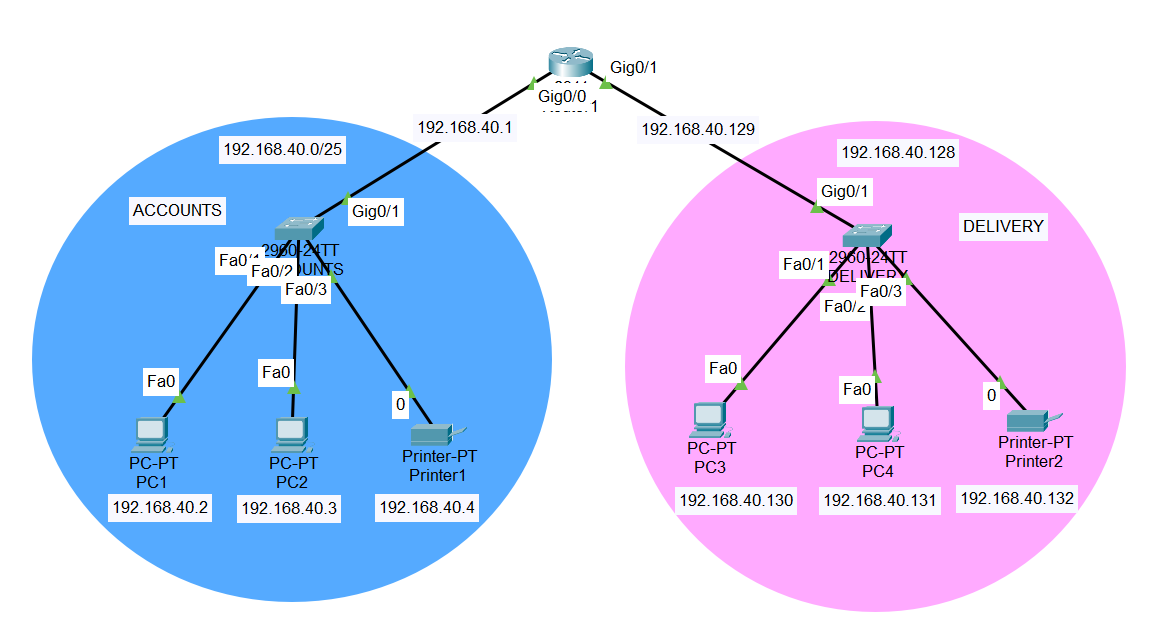 Gig0/1
Gig0/0
192.168.40.1
192.168.40.129
192.168.40.0/25
192.168.40.128
ACCOUNTS
Gig0/1
Gig0/1
DELIVERY
2960-24TT
Fa0/2
Fa0/3
2960-24TT
DELIVERY
Fa0/1
Fa0/2
Fa0/3
Fa0
Fa0
0
Fa0
Fa0
0
PC-PT
PC1
PC-PT
PC2
Printer-PT
Printer1
PC-PT
PC3
PC-PT
PC4
Printer-PT
Printer2
192.168.40.2
192.168.40.3
192.168.40.4
192.168.40.130
192.168.40.131
192.168.40.132